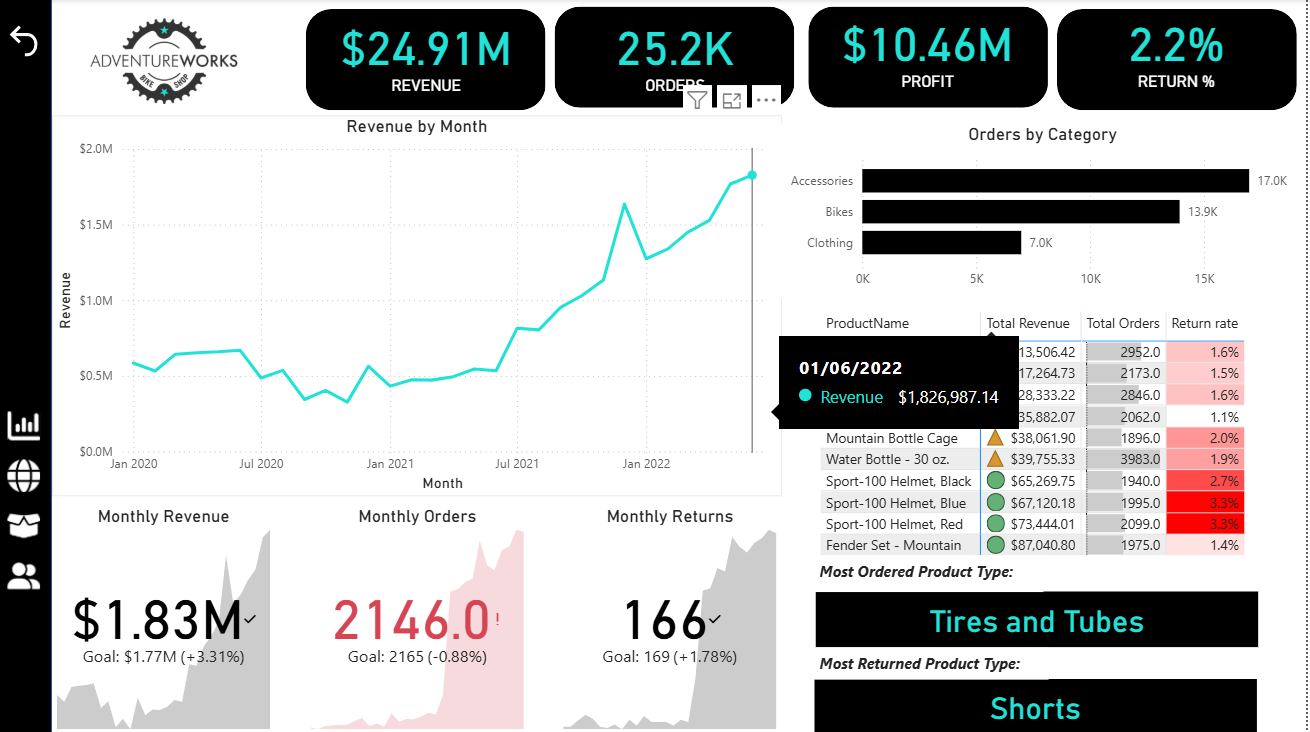 ADVENTUREWORKS
BIKE SHOP
$24.91M
REVENUE
25.2K
ORDERS
$10.46M
PROFIT
2.2%
RETURN %
Revenue by Month
$2.0M
$1.5M
$1.0M
$0.5M
$0.0M
Revenue
Jan 2020
Jul 2020
Jan 2021
Jul 2021
Jan 2022
Month
01/06/2022
Revenue $1,826,987.14
Orders by Category
Accessories 17.0K
Bikes 13.9K
Clothing 7.0K
0K 5K 10K 15K
ProductName Total Revenue Total Orders Return rate
13,506.42 2952.0 1.6%
17,264.73 2173.0 1.5%
28,333.22 2846.0 1.6%
35,882.07 2062.0 1.1%
Mountain Bottle Cage $38,061.90 1896.0 2.0%
Water Bottle - 30 oz. $39,755.33 3983.0 1.9%
Sport-100 Helmet, Black $65,269.75 1940.0 2.7%
Sport-100 Helmet, Blue $67,120.18 1995.0 3.3%
Sport-100 Helmet, Red $73,444.01 2099.0 3.3%
Fender Set - Mountain $87,040.80 1975.0 1.4%
Monthly Revenue
$1.83M
Goal: $1.77M (+3.31%)
Monthly Orders
2146.0!
Goal: 2165 (-0.88%)
Monthly Returns
166
Goal: 169 (+1.78%)
Most Ordered Product Type:
Tires and Tubes
Most Returned Product Type:
Shorts